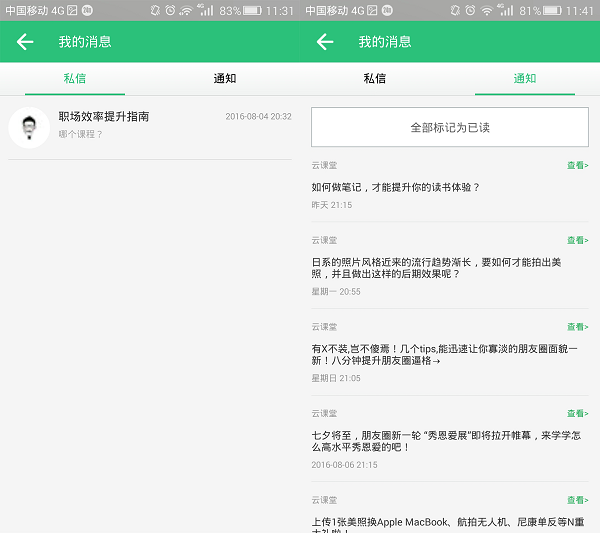 中国移动 4G 83% 11:31
我的消息
私信 通知
职场效率提升指南 2016-08-04 20:32
哪个课程？
中国移动 4G 81% 11:41
我的消息
私信 通知
全部标记为已读
云课堂 查看>
如何做笔记，才能提升你的读书体验？
昨天 21:15
云课堂 查看>
日系的照片风格近来的流行趋势渐长，要如何才能拍出美
照，并且做出这样的后期效果呢？
星期一 20:55
云课堂 查看>
有X不装,岂不傻焉！几个tips,能迅速让你寡淡的朋友圈面貌一
新！八分钟提升朋友圈逼格→
星期日 21:05
云课堂 查看>
七夕将至，朋友圈新一轮 “秀恩爱展”即将拉开帷幕，来学学怎
么高水平秀恩爱的吧！
2016-08-06 21:15
云课堂 查看>
上传1张美照换Apple MacBook、航拍无人机、尼康单反等N重